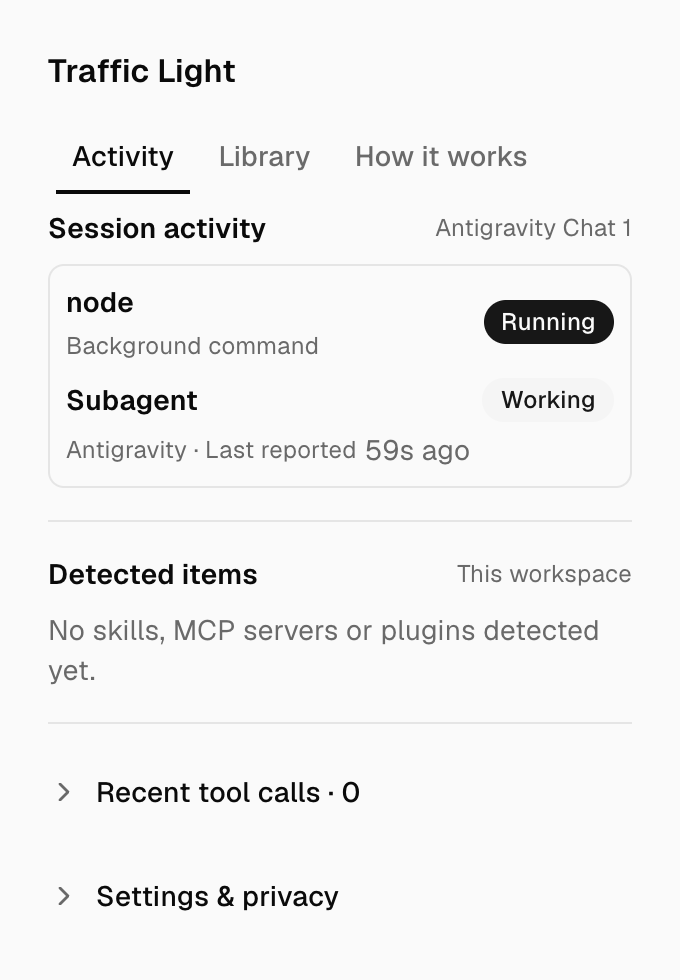 Traffic Light
Activity Library How it works
Session activity Antigravity Chat 1
node
Running
Background command
Subagent Working
Antigravity · Last reported 59s ago
Detected items This workspace
No skills, MCP servers or plugins detected
yet.
Recent tool calls · 0
Settings & privacy